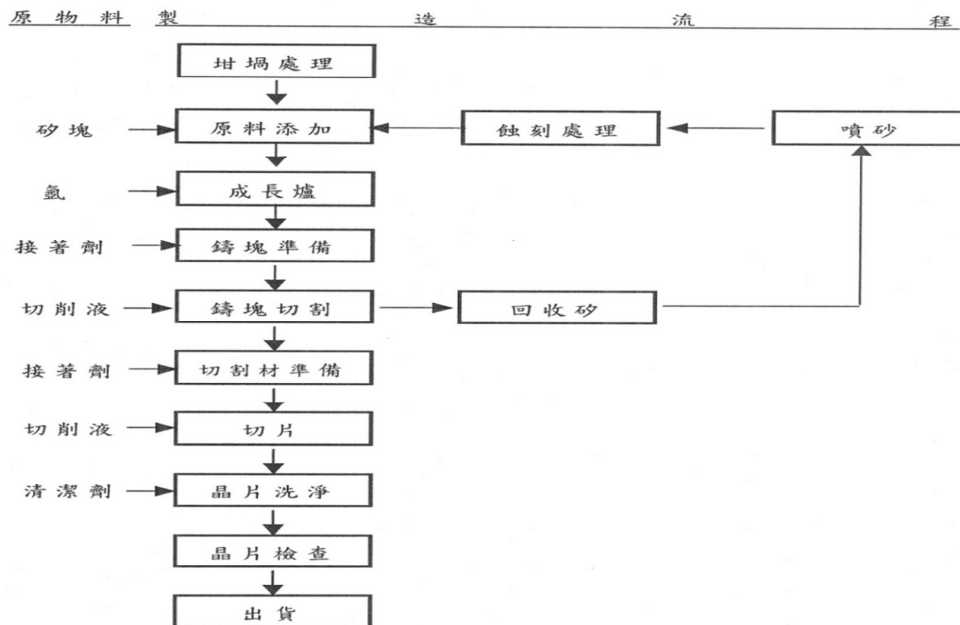 原物料 製造流程
坩堝處理
矽塊 原料添加 蝕刻處理 噴砂
氬 成長爐
接著劑 鑄塊準備
切削液 鑄塊切割 回收矽
接著劑 切割材準備
切削液 切片
清潔劑 晶片洗淨
晶片檢查
出貨